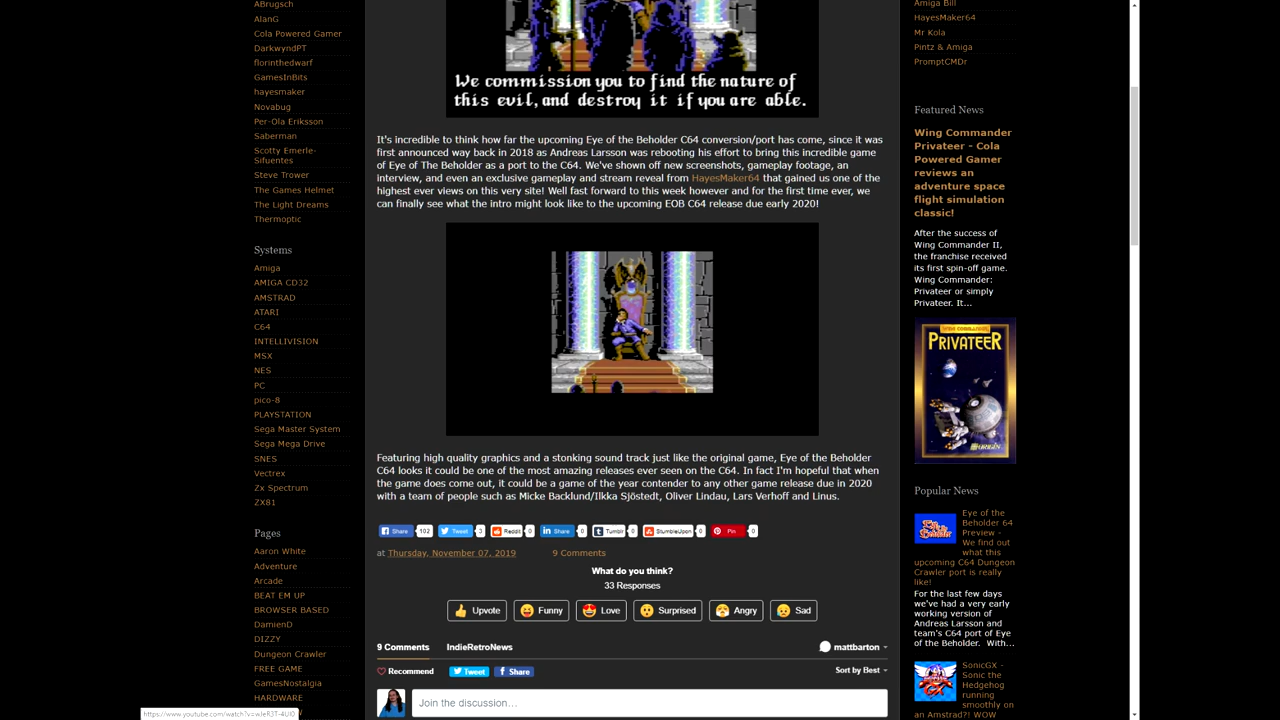 ABrugsch
AlanG
Cola Powered Gamer
DarkwyndPT
florinthedwarf
GamesInBits
hayesmaker
Novabug
Per-Ola Eriksson
Saberman
Scotty Emerle-
Sifuentes
Steve Trower
The Games Helmet
The Light Dreams
Thermoptic
Systems
Amiga
AMIGA CD32
AMSTRAD
ATARI
C64
INTELLIVISION
MSX
NES
PC
pico-8
PLAYSTATION
Sega Master System
Sega Mega Drive
SNES
Vectrex
Zx Spectrum
ZX81
Pages
Aaron White
Adventure
Arcade
BEAT EM UP
BROWSER BASED
DamienD
DIZZY
Dungeon Crawler
FREE GAME
GamesNostalgia
HARDWARE
We commission you to find the nature of
this evil, and destroy it if you are able.
It's incredible to think how far the upcoming Eye of the Beholder C64 conversion/port has come, since it was
first announced way back in 2018 as Andreas Larsson was rebooting his effort to bring this incredible game
of Eye of The Beholder as a port to the C64. We've shown off new screenshots, gameplay footage, an
interview, and even an exclusive gameplay and stream reveal from HayesMaker64 that gained us one of the
highest ever views on this very site! Well fast forward to this week however and for the first time ever, we
can finally see what the intro might look like to the upcoming EOB C64 release due early 2020!
Featuring high quality graphics and a stonking sound track just like the original game, Eye of the Beholder
C64 looks it could be one of the most amazing releases ever seen on the C64. In fact I'm hopeful that when
the game does come out, it could be a game of the year contender to any other game release due in 2020
with a team of people such as Micke Backlund/Ilkka Sjöstedt, Oliver Lindau, Lars Verhoff and Linus.
Share 102 Tweet 3 Reddit 0 Share 0 Tumblr 0 StumbleUpon 0 Pin 0
at Thursday, November 07, 2019 9 Comments
What do you think?
33 Responses
Upvote Funny Love Surprised Angry Sad
9 Comments IndieRetroNews mattbarton
Recommend Tweet Share Sort by Best
Join the discussion…
Amiga Bill
HayesMaker64
Mr Kola
Pintz & Amiga
PromptCMDr
Featured News
Wing Commander
Privateer - Cola
Powered Gamer
reviews an
adventure space
flight simulation
classic!
After the success of
Wing Commander II,
the franchise received
its first spin-off game.
Wing Commander:
Privateer or simply
Privateer. It...
WING COMMANDER
PRIVATEER
ORIGIN
Popular News
Eye of the
Beholder 64
Preview -
We find out
what this
upcoming C64 Dungeon
Crawler port is really
like!
For the last few days
we've had a very early
working version of
Andreas Larsson and
team's C64 port of Eye
of the Beholder. With...
SonicGX -
Sonic the
Hedgehog
running
smoothly on
an Amstrad?! WOW